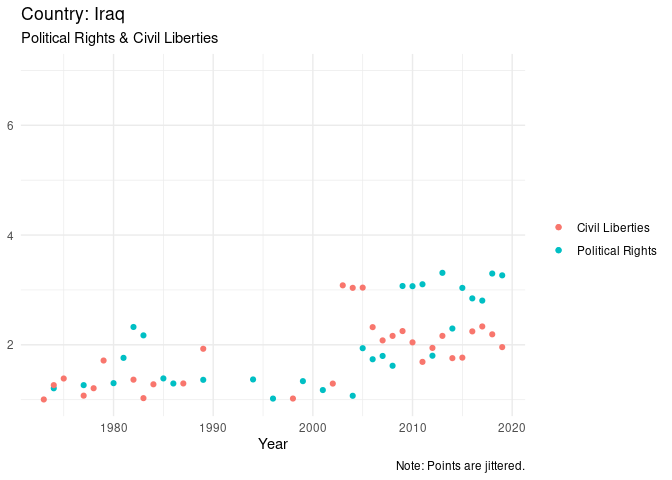 Country: Iraq
Political Rights & Civil Liberties
6
4
2
1980 1990 2000 2010 2020
Year
Civil Liberties
Political Rights
Note: Points are jittered.